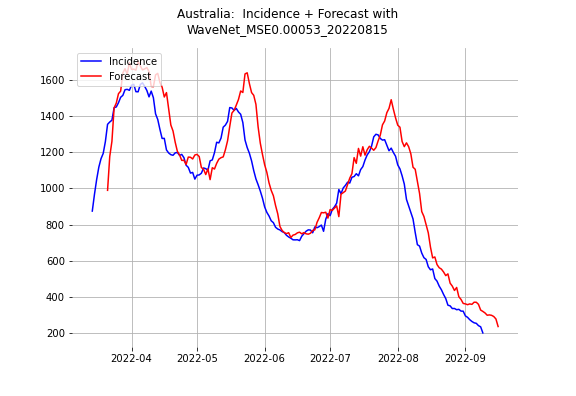 Australia:  Incidence + Forecast with
WaveNet_MSE0.00053_20220815
Incidence
Forecast
1600
1400
1200
1000
800
600
400
200
2022-04 2022-05 2022-06 2022-07 2022-08 2022-09